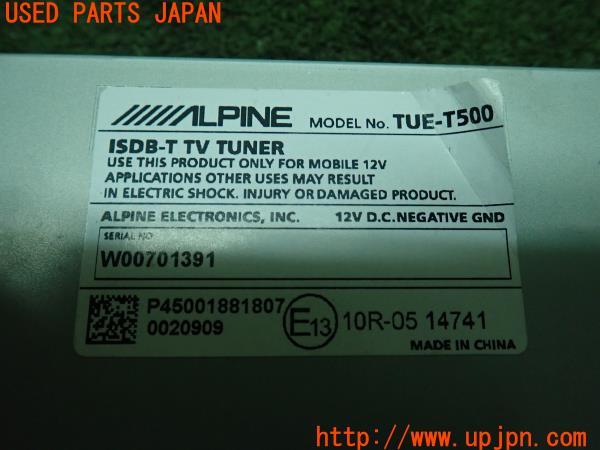 USED PARTS JAPAN
ALPINE MODEL No. TUE-T500
ISDB-T TV TUNER
USE THIS PRODUCT ONLY FOR MOBILE 12V
APPLICATIONS OTHER USES MAY RESULT
IN ELECTRIC SHOCK. INJURY OR DAMAGED PRODUCT.
ALPINE ELECTRONICS, INC. 12V D.C.NEGATIVE GND
SERIAL NO
W00701391
P45001881807
0020909
E13 10R-05 14741
MADE IN CHINA
UPJ
http://www.upjpn.com/